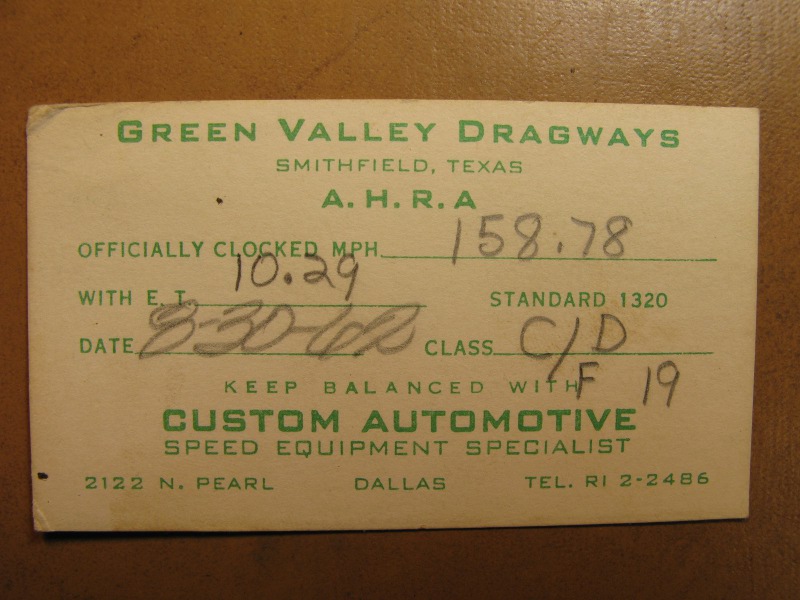 GREEN VALLEY DRAGWAYS
SMITHFIELD, TEXAS
A. H. R. A
OFFICIALLY CLOCKED MPH 158.78
WITH E. T. 10.29 STANDARD 1320
DATE 8-30-62 CLASS C/D
F 19
KEEP BALANCED WITH
CUSTOM AUTOMOTIVE
SPEED EQUIPMENT SPECIALIST
2122 N. PEARL DALLAS TEL. RI 2-2486